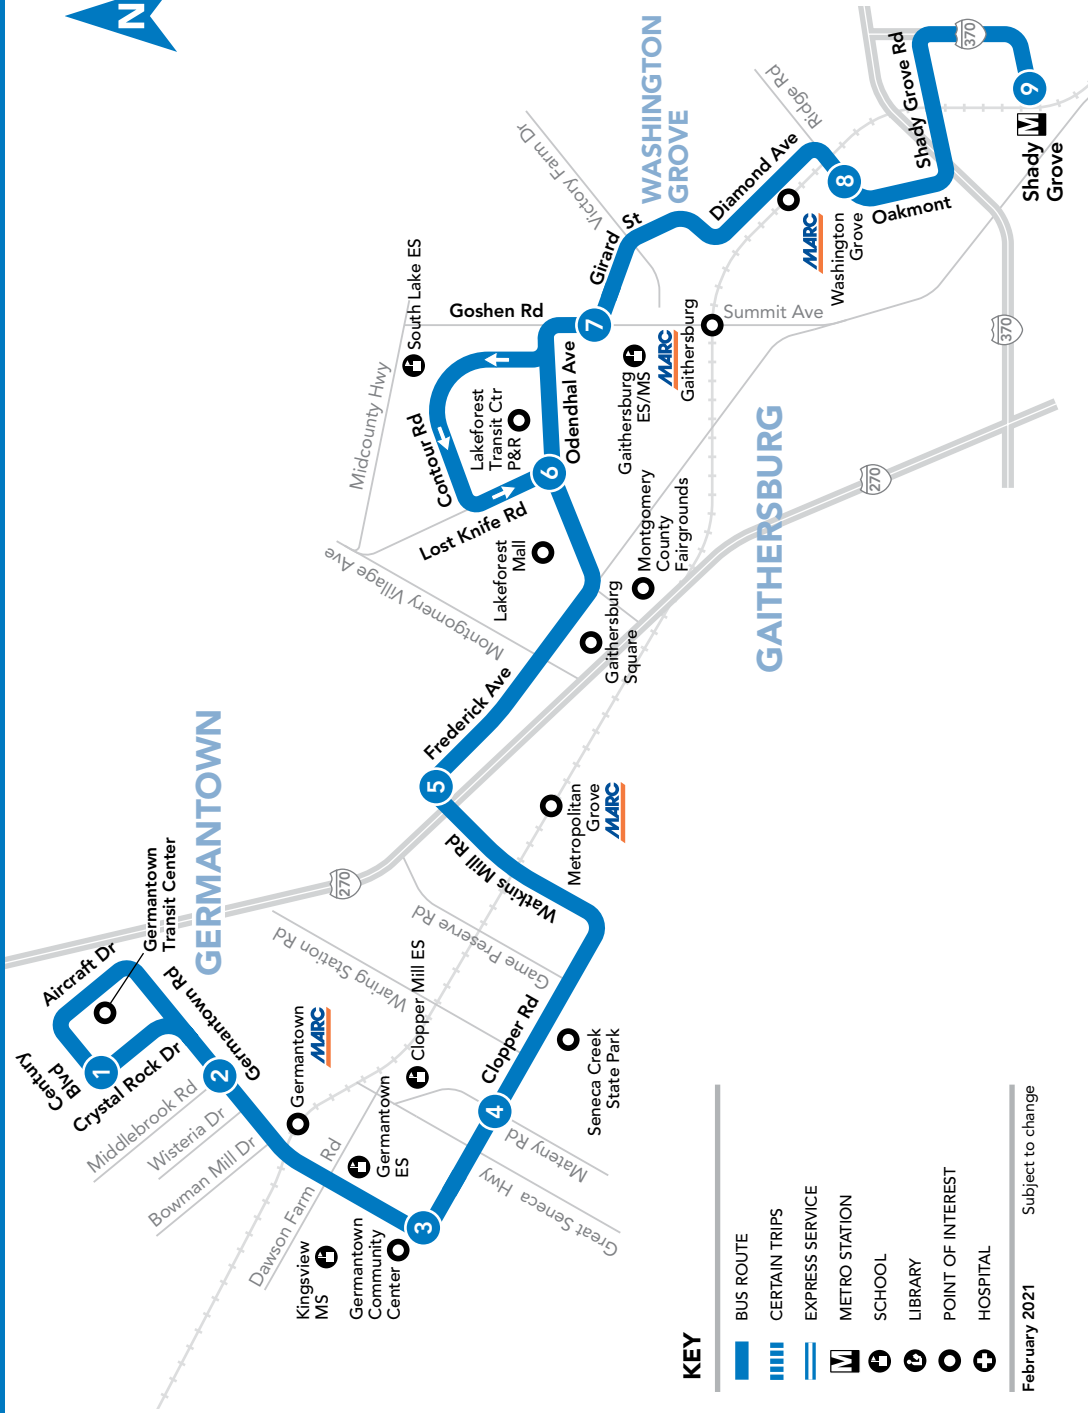 N
WASHINGTON
GROVE
GERMANTOWN
GAITHERSBURG
370
370
270
270
Ridge Rd
Victory Farm Dr
Shady Grove Rd
Diamond Ave
Girard St
Oakmont
Shady
Grove
M
MARC
Washington
Grove
Summit Ave
MARC
Gaithersburg
Gaithersburg
ES/MS
South Lake ES
Goshen Rd
Midcounty Hwy
Contour Rd
Lakeforest
Transit Ctr
P&R
Odendhal Ave
Lost Knife Rd
Lakeforest
Mall
Montgomery Village Ave
Montgomery
County
Fairgrounds
Gaithersburg
Square
Frederick Ave
Watkins Mill Rd
Metropolitan
Grove
MARC
Game Preserve Rd
Waring Station Rd
Germantown
Transit Center
Aircraft Dr
Century
Blvd
Crystal Rock Dr
Germantown Rd
Middlebrook Rd
Wisteria Dr
Bowman Mill Dr
Germantown
MARC
Clopper Mill ES
Clopper Rd
Seneca Creek
State Park
Germantown
ES
Dawson Farm Rd
Kingsview
MS
Germantown
Community
Center
Mateny Rd
Great Seneca Hwy
1
2
3
4
5
6
7
8
9
KEY
BUS ROUTE
CERTAIN TRIPS
EXPRESS SERVICE
M METRO STATION
SCHOOL
LIBRARY
POINT OF INTEREST
HOSPITAL
February 2021 Subject to change